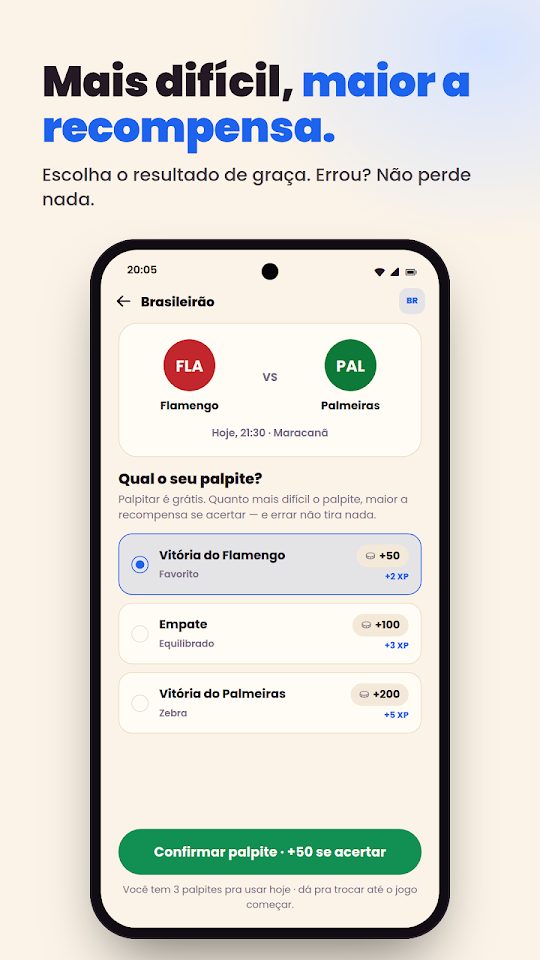 Mais difícil, maior a
recompensa.
Escolha o resultado de graça. Errou? Não perde
nada.
20:05
Brasileirão
BR
FLA
VS
PAL
Flamengo
Palmeiras
Hoje, 21:30 · Maracanã
Qual o seu palpite?
Palpitar é grátis. Quanto mais difícil o palpite, maior a
recompensa se acertar — e errar não tira nada.
Vitória do Flamengo
+50
Favorito
+2 XP
Empate
+100
Equilibrado
+3 XP
Vitória do Palmeiras
+200
Zebra
+5 XP
Confirmar palpite · +50 se acertar
Você tem 3 palpites pra usar hoje · dá pra trocar até o jogo
começar.